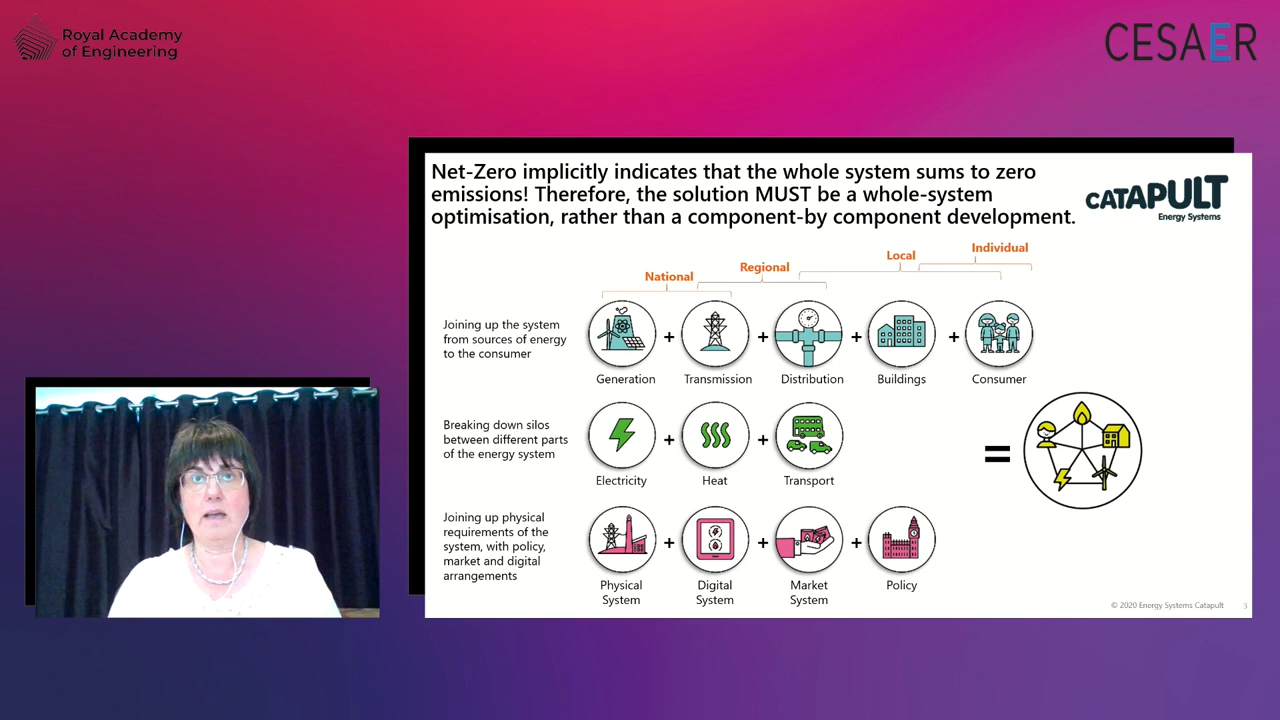 Royal Academy
of Engineering
CESAER
Net-Zero implicitly indicates that the whole system sums to zero
emissions! Therefore, the solution MUST be a whole-system
optimisation, rather than a component-by component development.
CATAPULT
Energy Systems
National
Regional
Local
Individual
Joining up the system
from sources of energy
to the consumer
+
+
+
+
Generation
Transmission
Distribution
Buildings
Consumer
Breaking down silos
between different parts
of the energy system
+
+
=
Electricity
Heat
Transport
Joining up physical
requirements of the
system, with policy,
market and digital
arrangements
+
+
+
Physical
System
Digital
System
Market
System
Policy
© 2020 Energy Systems Catapult
3